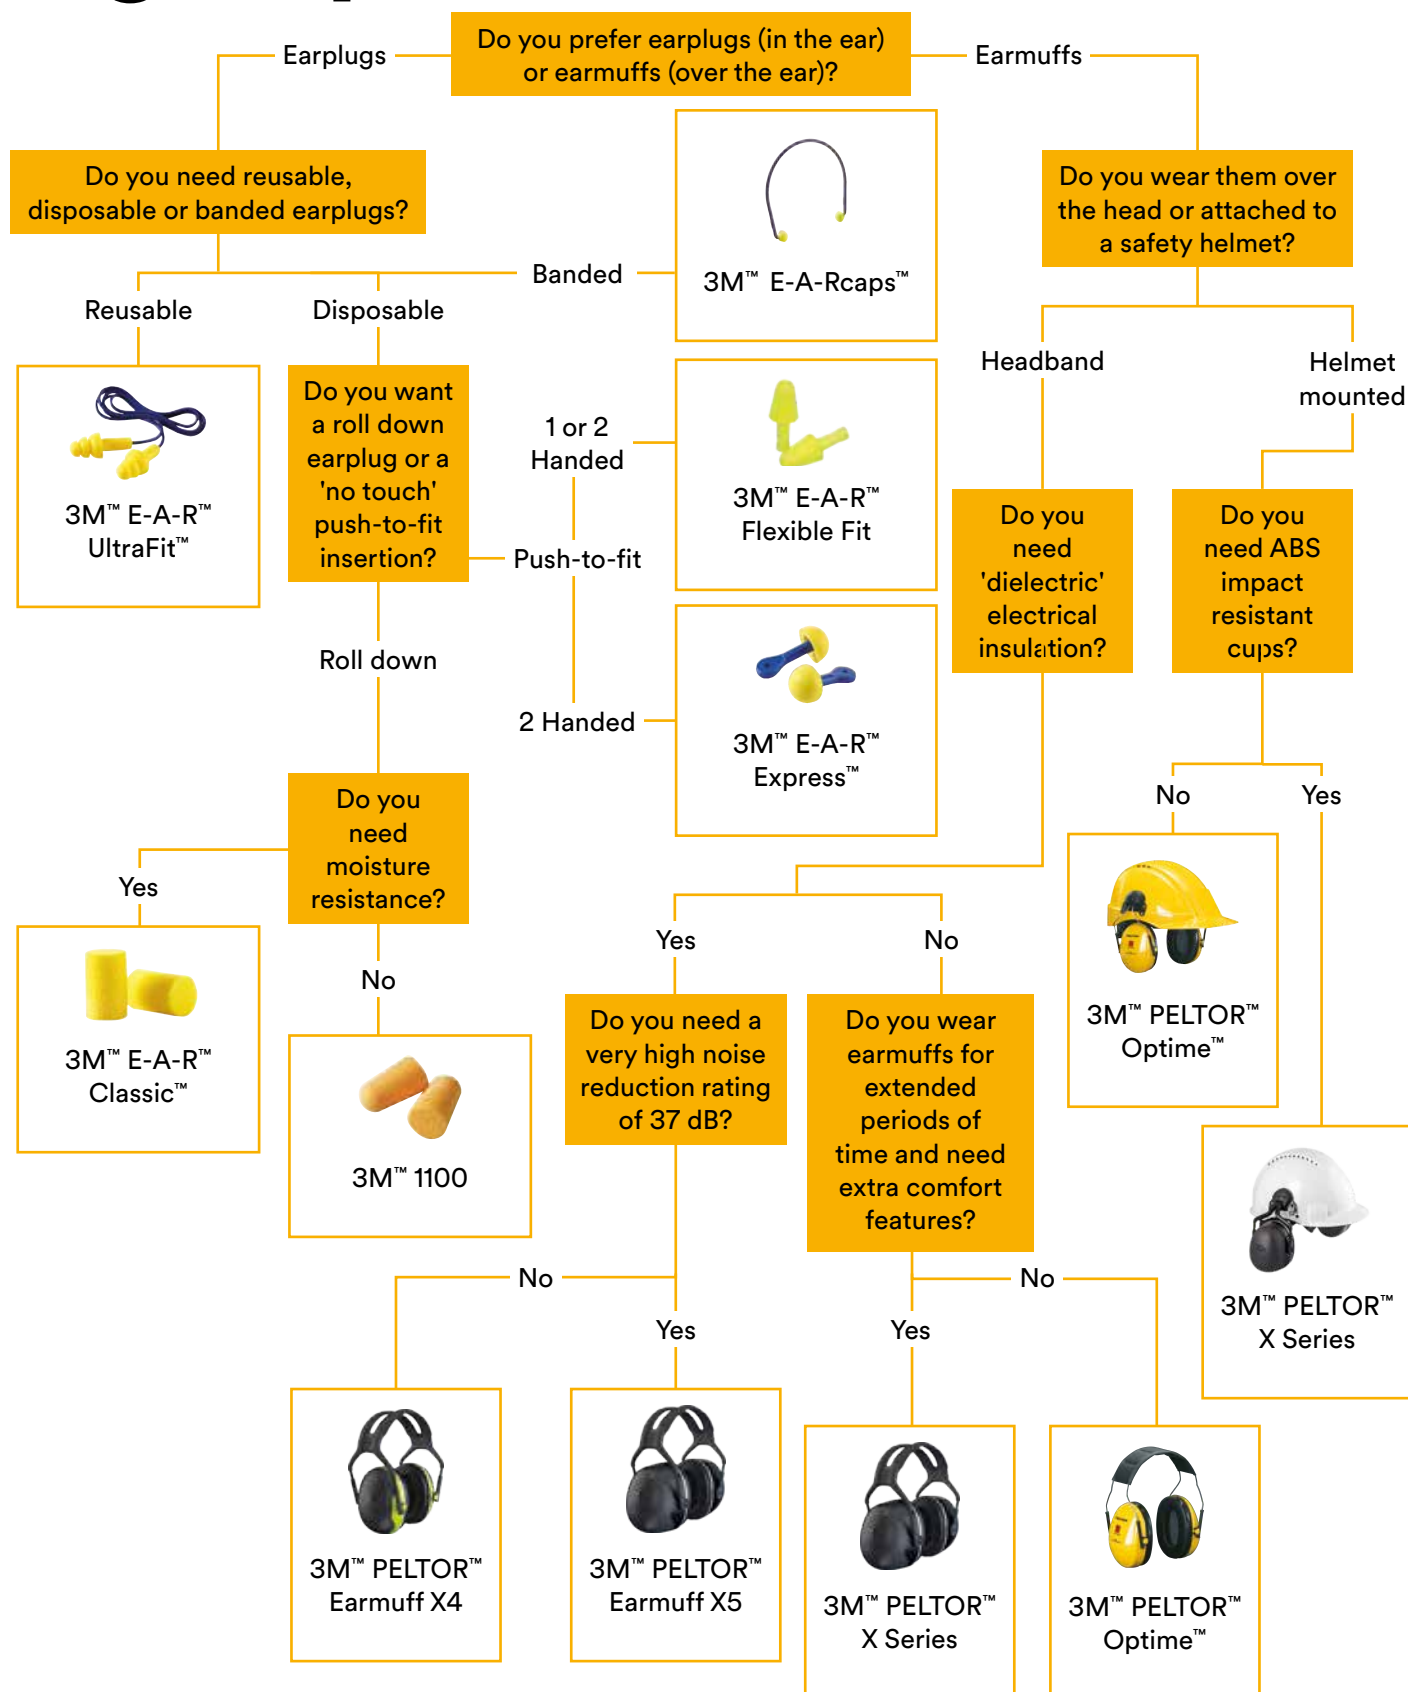 Do you prefer earplugs (in the ear)
or earmuffs (over the ear)?
Earplugs
Earmuffs
Do you need reusable,
disposable or banded earplugs?
Do you wear them over
the head or attached to
a safety helmet?
Banded
3M™ E-A-Rcaps™
Reusable
Disposable
Headband
Helmet
mounted
3M™ E-A-R™
UltraFit™
Do you want
a roll down
earplug or a
'no touch'
push-to-fit
insertion?
1 or 2
Handed
3M™ E-A-R™
Flexible Fit
Push-to-fit
Do you
need
'dielectric'
electrical
insulation?
Do you
need ABS
impact
resistant
cups?
Roll down
2 Handed
3M™ E-A-R™
Express™
Do you
need
moisture
resistance?
No
Yes
Yes
No
3M™ E-A-R™
Classic™
3M™ 1100
Yes
No
3M™ PELTOR™
Optime™
Do you need a
very high noise
reduction rating
of 37 dB?
Do you wear
earmuffs for
extended
periods of
time and need
extra comfort
features?
3M™ PELTOR™
X Series
No
Yes
Yes
No
3M™ PELTOR™
Earmuff X4
3M™ PELTOR™
Earmuff X5
3M™ PELTOR™
X Series
3M™ PELTOR™
Optime™